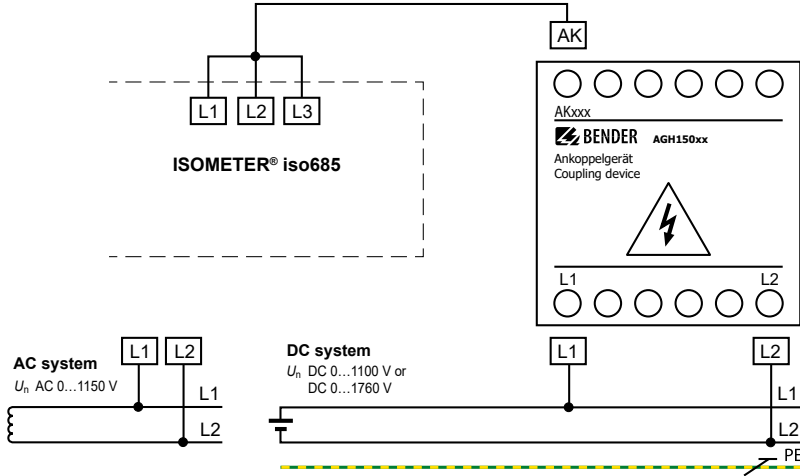 AK
L1 L2 L3
ISOMETER® iso685
AKxxx
BENDER AGH150xx
Ankoppelgerät
Coupling device
L1 L2
L1 L2
AC system
Un AC 0…1150 V
L1
L2
DC system
Un DC 0…1100 V or
DC 0…1760 V
L1 L2
L1
L2
PE